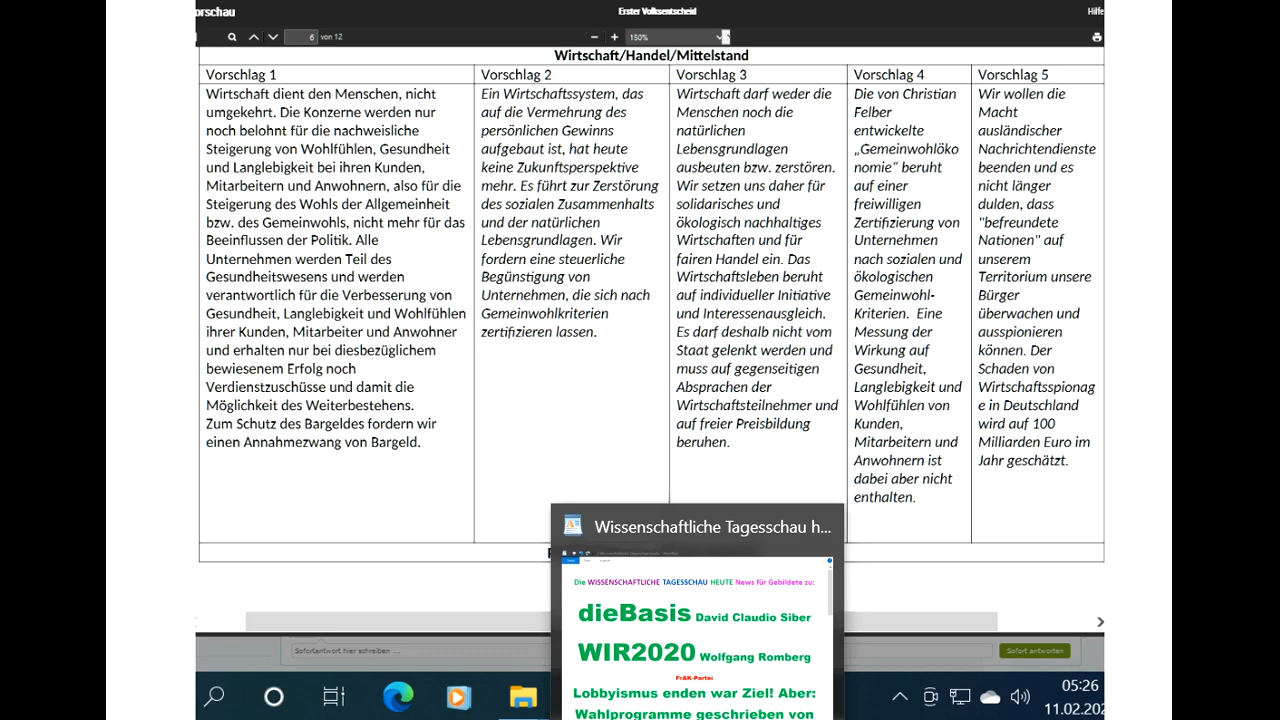 orschau
Erster Volksentscheid
Hilfe
6 von 12
150%
Wirtschaft/Handel/Mittelstand
Vorschlag 1
Wirtschaft dient den Menschen, nicht
umgekehrt. Die Konzerne werden nur
noch belohnt für die nachweisliche
Steigerung von Wohlfühlen, Gesundheit
und Langlebigkeit bei ihren Kunden,
Mitarbeitern und Anwohnern, also für die
Steigerung des Wohls der Allgemeinheit
bzw. des Gemeinwohls, nicht mehr für das
Beeinflussen der Politik. Alle
Unternehmen werden Teil des
Gesundheitswesens und werden
verantwortlich für die Verbesserung von
Gesundheit, Langlebigkeit und Wohlfühlen
ihrer Kunden, Mitarbeiter und Anwohner
und erhalten nur bei diesbezüglichem
bewiesenem Erfolg noch
Verdienstzuschüsse und damit die
Möglichkeit des Weiterbestehens.
Zum Schutz des Bargeldes fordern wir
einen Annahmezwang von Bargeld.
Vorschlag 2
Ein Wirtschaftssystem, das
auf die Vermehrung des
persönlichen Gewinns
aufgebaut ist, hat heute
keine Zukunftsperspektive
mehr. Es führt zur Zerstörung
des sozialen Zusammenhalts
und der natürlichen
Lebensgrundlagen. Wir
fordern eine steuerliche
Begünstigung von
Unternehmen, die sich nach
Gemeinwohlkriterien
zertifizieren lassen.
Vorschlag 3
Wirtschaft darf weder die
Menschen noch die
natürlichen
Lebensgrundlagen
ausbeuten bzw. zerstören.
Wir setzen uns daher für
solidarisches und
ökologisch nachhaltiges
Wirtschaften und für
fairen Handel ein. Das
Wirtschaftsleben beruht
auf individueller Initiative
und Interessenausgleich.
Es darf deshalb nicht vom
Staat gelenkt werden und
muss auf gegenseitigen
Absprachen der
Wirtschaftsteilnehmer und
auf freier Preisbildung
beruhen.
Vorschlag 4
Die von Christian
Felber
entwickelte
„Gemeinwohlöko
nomie" beruht
auf einer
freiwilligen
Zertifizierung von
Unternehmen
nach sozialen und
ökologischen
Gemeinwohl-
Kriterien. Eine
Messung der
Wirkung auf
Gesundheit,
Langlebigkeit und
Wohlfühlen von
Kunden,
Mitarbeitern und
Anwohnern ist
dabei aber nicht
enthalten.
Vorschlag 5
Wir wollen die
Macht
ausländischer
Nachrichtendienste
beenden und es
nicht länger
dulden, dass
"befreundete
Nationen" auf
unserem
Territorium unsere
Bürger
überwachen und
ausspionieren
können. Der
Schaden von
Wirtschaftsspionag
e in Deutschland
wird auf 100
Milliarden Euro im
Jahr geschätzt.
Wissenschaftliche Tagesschau h...
Die WISSENSCHAFTLICHE TAGESSCHAU HEUTE News für Gebildete zu:
dieBasis David Claudio Siber
WIR2020 Wolfgang Romberg
FrAK-Partei
Lobbyismus enden war Ziel! Aber:
Wahlprogramme geschrieben von
Sofortantwort hier schreiben ...
Sofort antworten
05:26
11.02.202